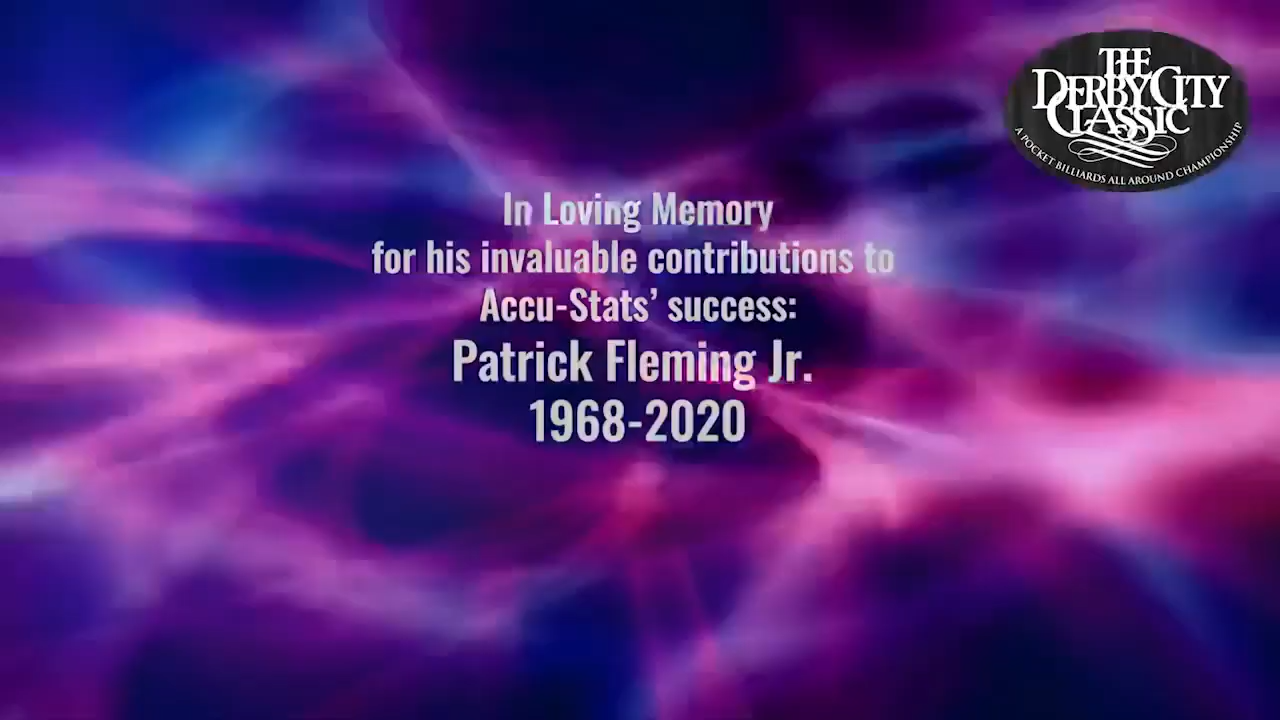 THE
DERBY CITY
CLASSIC
A POCKET BILLIARDS ALL AROUND CHAMPIONSHIP
In Loving Memory
for his invaluable contributions to
Accu-Stats’ success:
Patrick Fleming Jr.
1968-2020